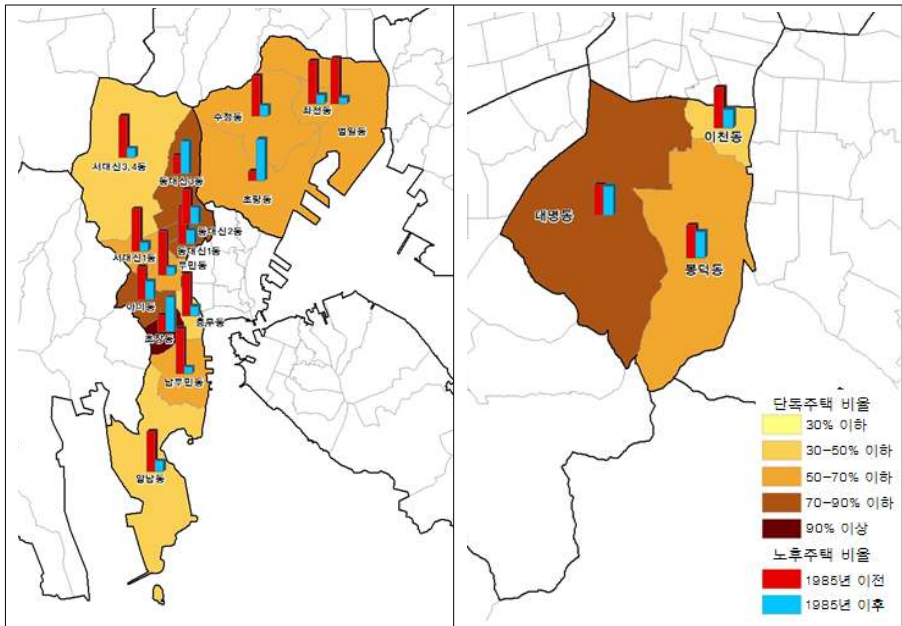 수정동
좌천동
범일동
서대신3,4동
동대신3동
초량동
동대신2동
서대신1동
동대신1동
부민동
아미동
충무동
초장동
남부민동
암남동
이천동
대명동
봉덕동
단독주택 비율
30% 이하
30-50% 이하
50-70% 이하
70-90% 이하
90% 이상
노후주택 비율
1985년 이전
1985년 이후